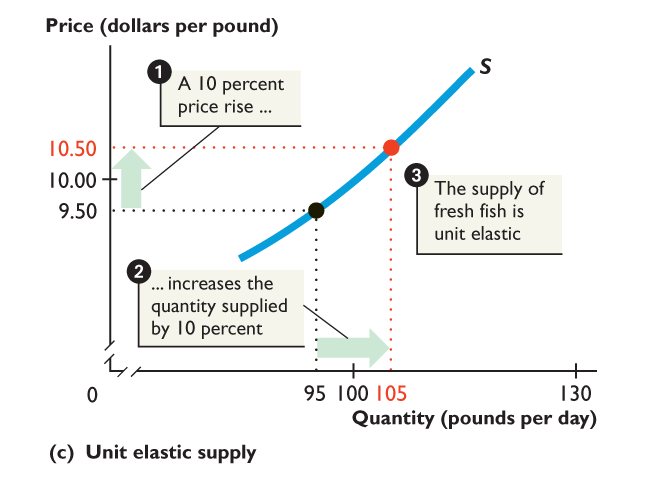 Price (dollars per pound)
S
1
A 10 percent
price rise ...
10.50
10.00
9.50
3
The supply of
fresh fish is
unit elastic
2
... increases the
quantity supplied
by 10 percent
0
95 100 105 130
Quantity (pounds per day)
(c) Unit elastic supply